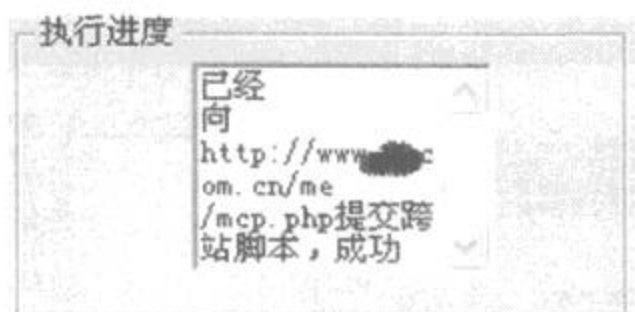 执行进度
已经
向
http://www c
om.cn/me
/mcp.php提交跨
站脚本，成功